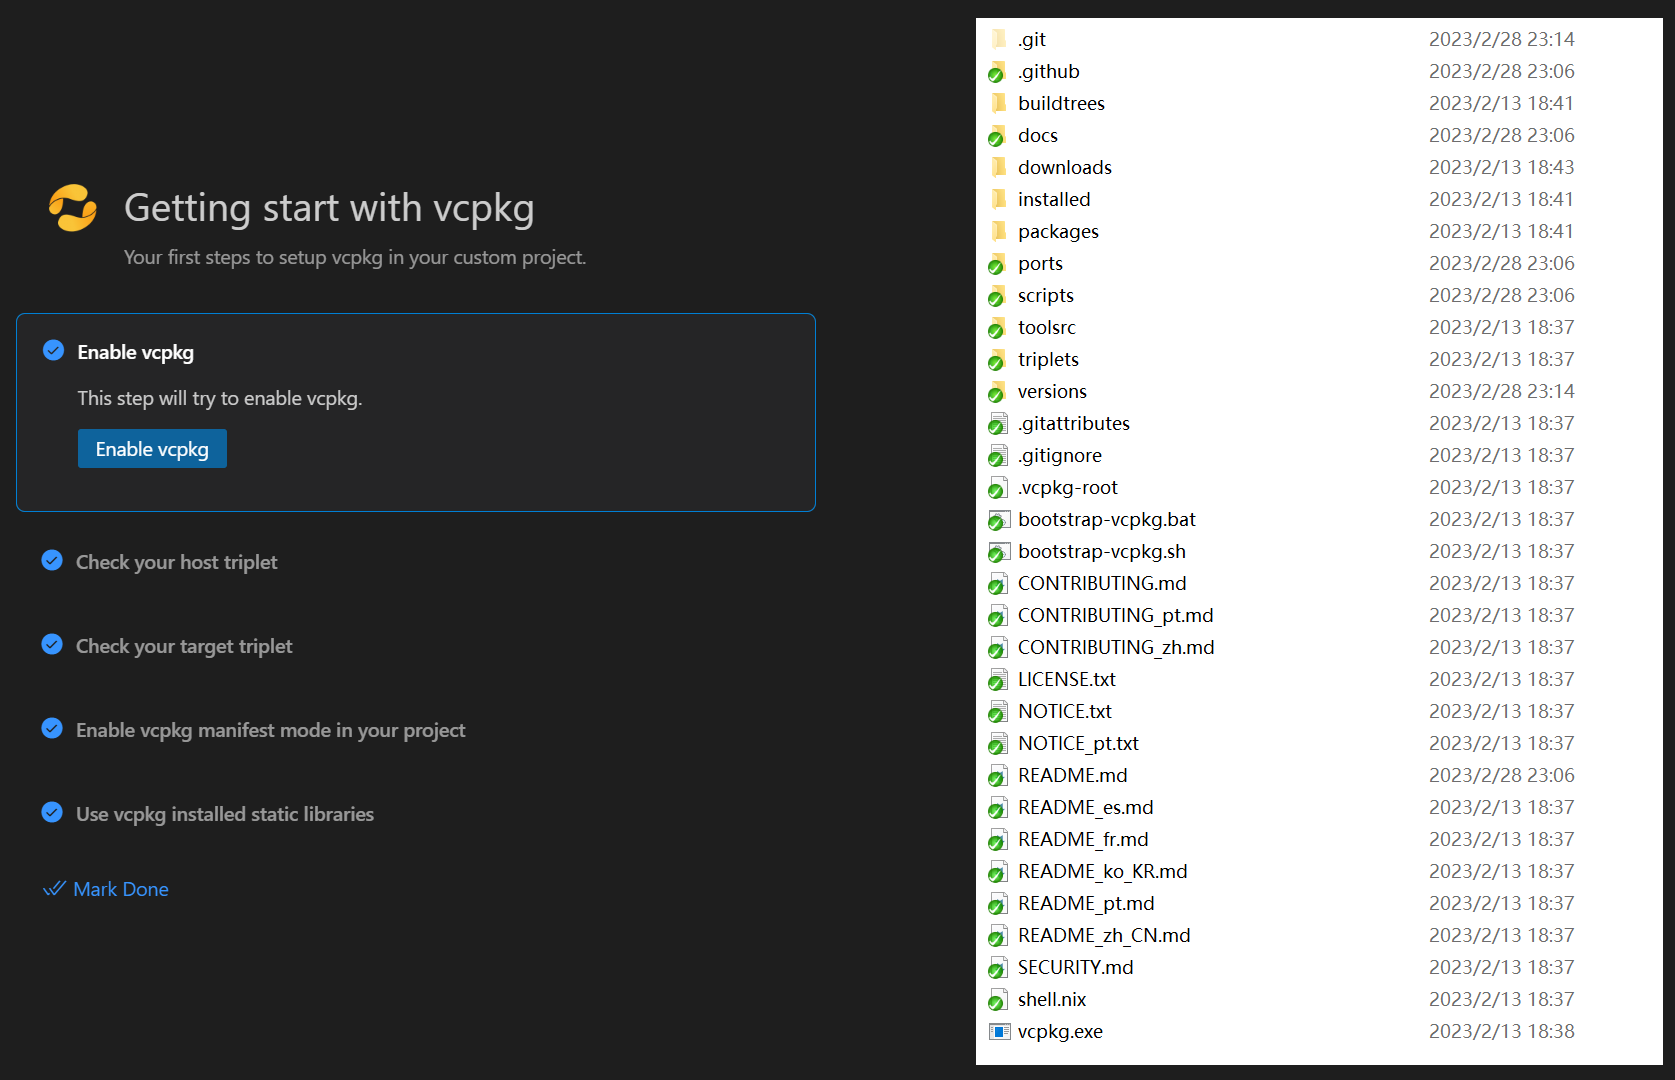 Getting start with vcpkg
Your first steps to setup vcpkg in your custom project.
Enable vcpkg
This step will try to enable vcpkg.
Enable vcpkg
Check your host triplet
Check your target triplet
Enable vcpkg manifest mode in your project
Use vcpkg installed static libraries
Mark Done
.git 2023/2/28 23:14
.github 2023/2/28 23:06
buildtrees 2023/2/13 18:41
docs 2023/2/28 23:06
downloads 2023/2/13 18:43
installed 2023/2/13 18:41
packages 2023/2/13 18:41
ports 2023/2/28 23:06
scripts 2023/2/28 23:06
toolsrc 2023/2/13 18:37
triplets 2023/2/13 18:37
versions 2023/2/28 23:14
.gitattributes 2023/2/13 18:37
.gitignore 2023/2/13 18:37
.vcpkg-root 2023/2/13 18:37
bootstrap-vcpkg.bat 2023/2/13 18:37
bootstrap-vcpkg.sh 2023/2/13 18:37
CONTRIBUTING.md 2023/2/13 18:37
CONTRIBUTING_pt.md 2023/2/13 18:37
CONTRIBUTING_zh.md 2023/2/13 18:37
LICENSE.txt 2023/2/13 18:37
NOTICE.txt 2023/2/13 18:37
NOTICE_pt.txt 2023/2/13 18:37
README.md 2023/2/28 23:06
README_es.md 2023/2/13 18:37
README_fr.md 2023/2/13 18:37
README_ko_KR.md 2023/2/13 18:37
README_pt.md 2023/2/13 18:37
README_zh_CN.md 2023/2/13 18:37
SECURITY.md 2023/2/13 18:37
shell.nix 2023/2/13 18:37
vcpkg.exe 2023/2/13 18:38